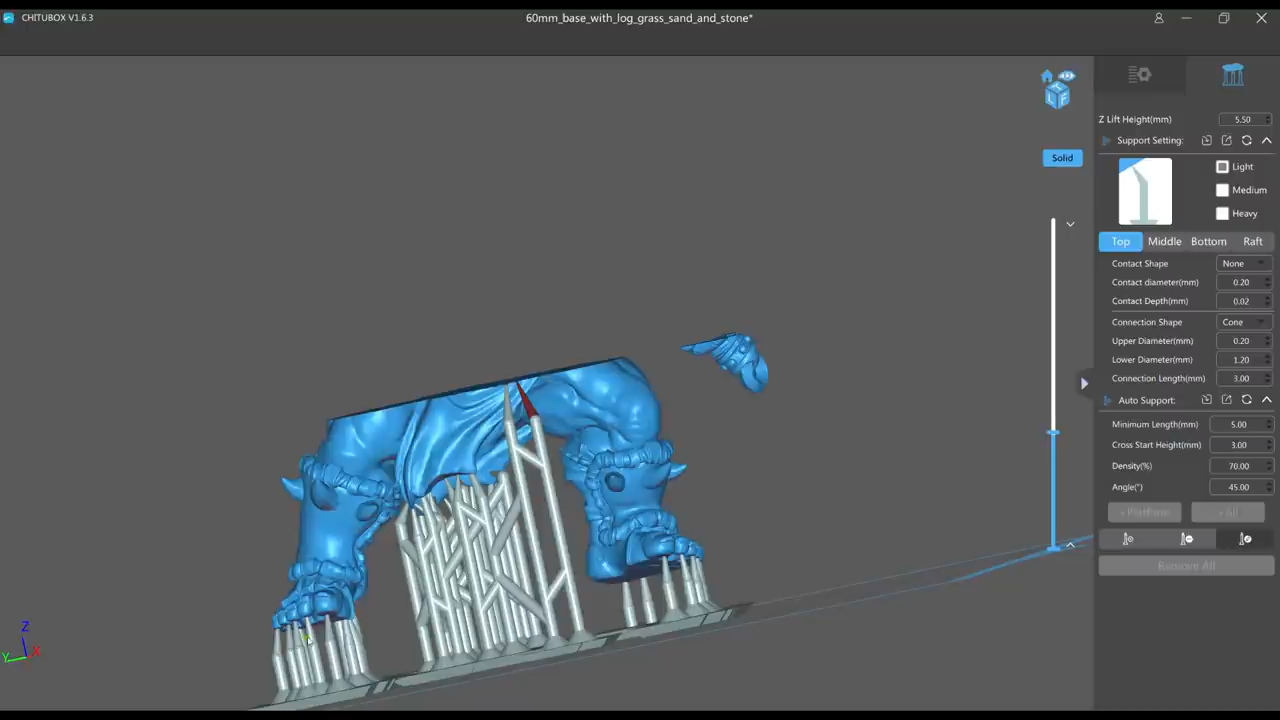 CHITUBOX V1.6.3
60mm_base_with_log_grass_sand_and_stone*
Z Lift Height(mm) 5.50
Support Setting:
Solid
Light
Medium
Heavy
Top Middle Bottom Raft
Contact Shape None
Contact diameter(mm) 0.20
Contact Depth(mm) 0.02
Connection Shape Cone
Upper Diameter(mm) 0.20
Lower Diameter(mm) 1.20
Connection Length(mm) 3.00
Auto Support:
Minimum Length(mm) 5.00
Cross Start Height(mm) 3.00
Density(%) 70.00
Angle(°) 45.00
+ Platform + All
Remove All
F
Z
Y X